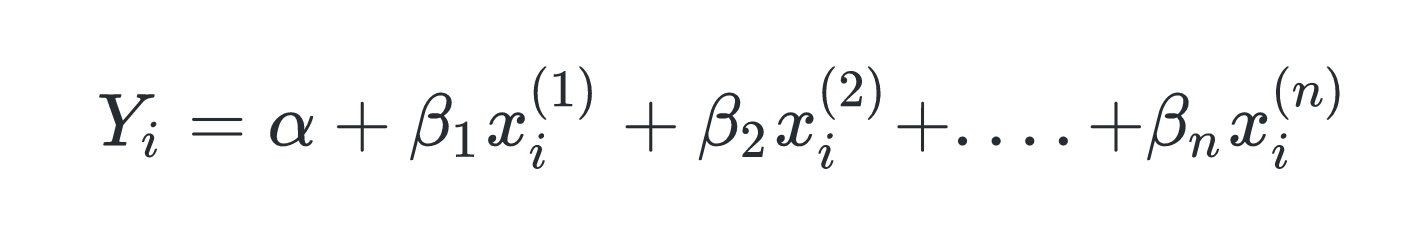 Y_i = α + β_1 x_i^{(1)} + β_2 x_i^{(2)} + .... + β_n x_i^{(n)}